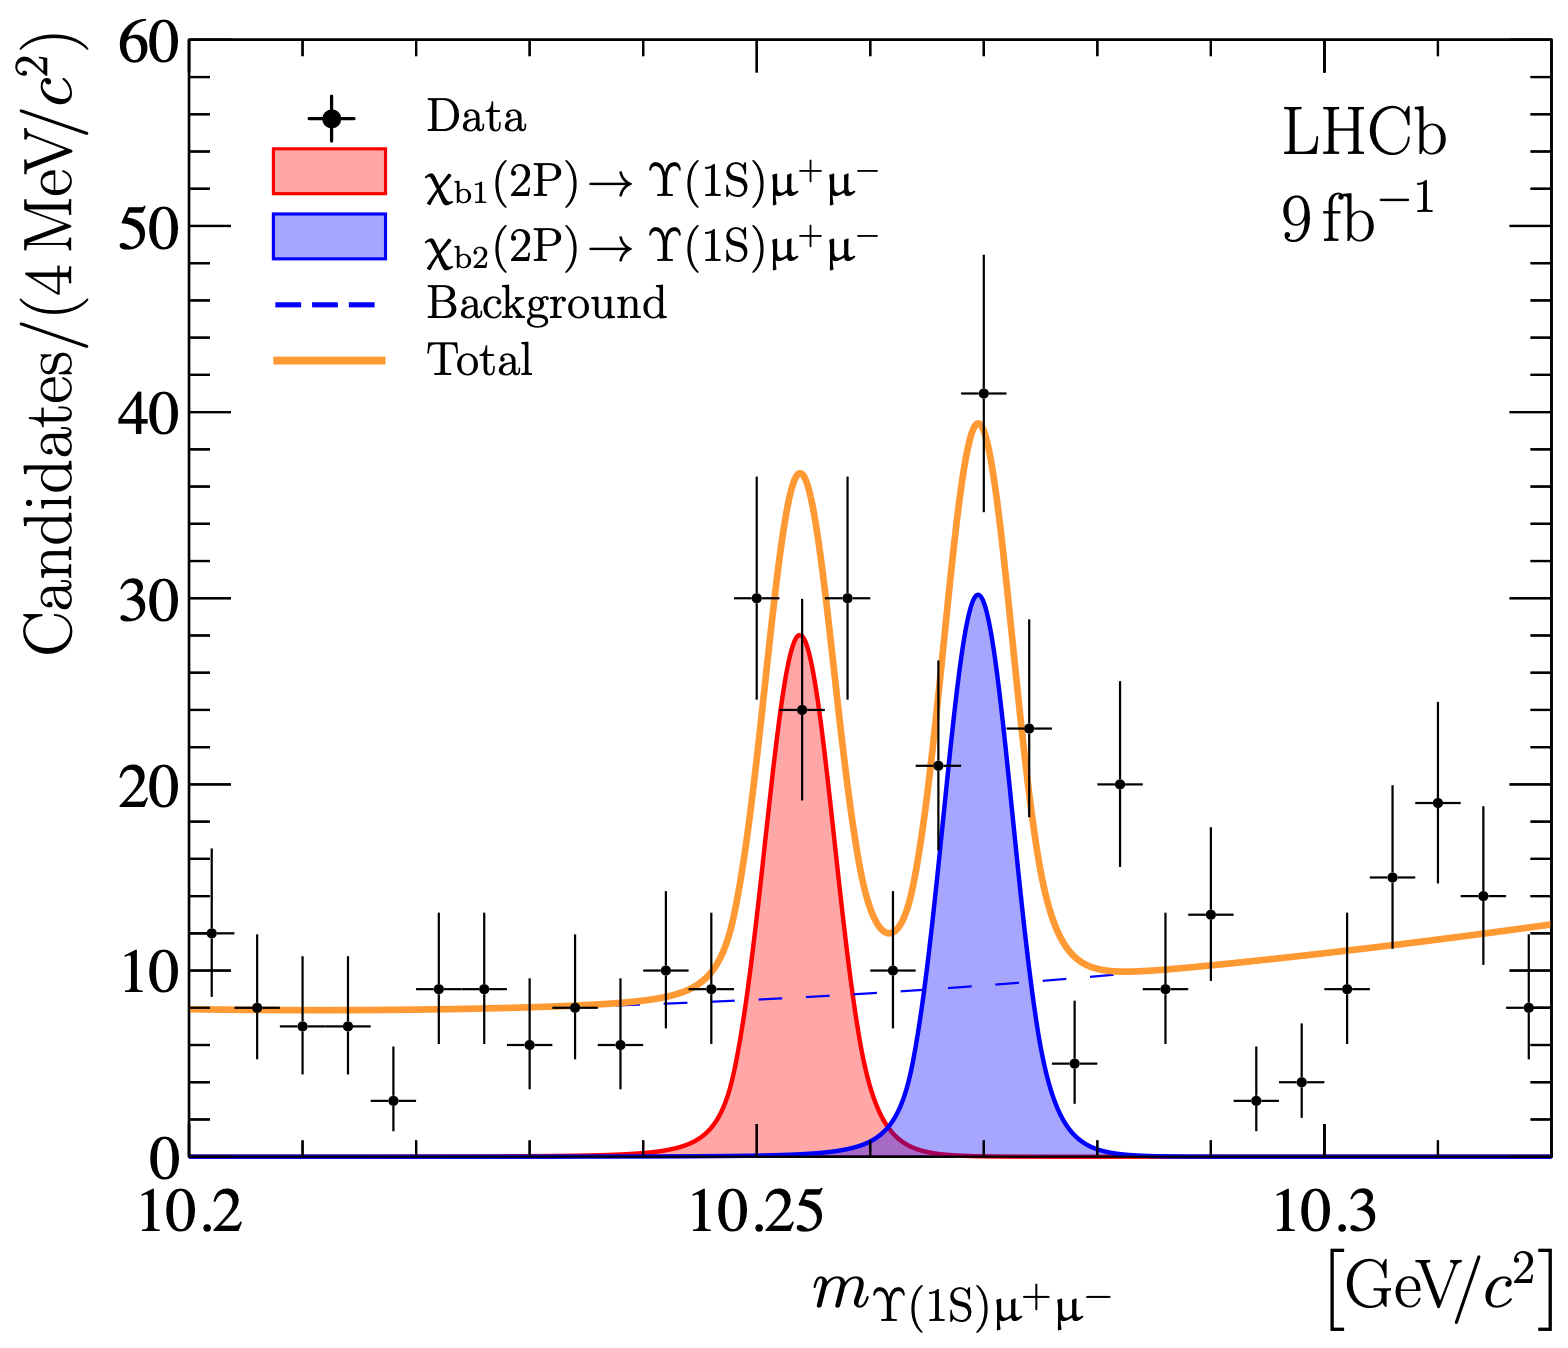 Candidates/(4 MeV/c²)
60
50
40
30
20
10
0
Data
χb1(2P)→ ϒ(1S)μ⁺μ⁻
χb2(2P)→ ϒ(1S)μ⁺μ⁻
Background
Total
LHCb
9 fb⁻¹
10.2 10.25 10.3
mϒ(1S)μ⁺μ⁻ [GeV/c²]